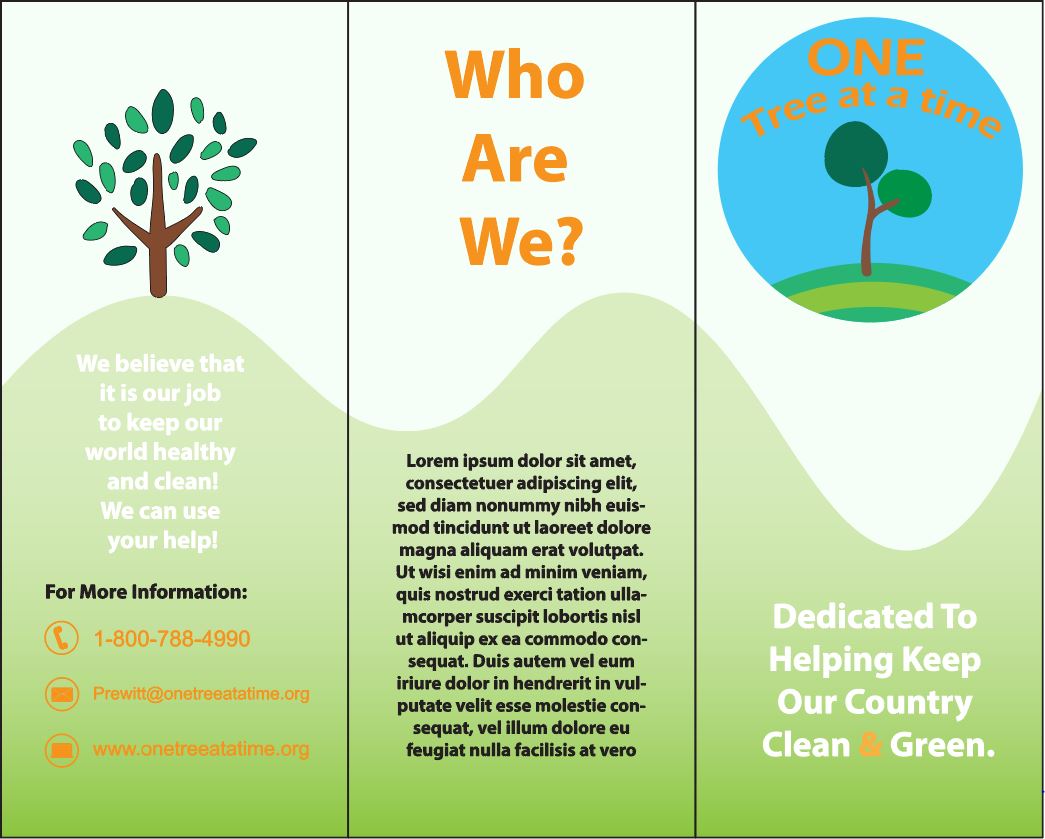 We believe that
it is our job
to keep our
world healthy
and clean!
We can use
your help!
For More Information:
1-800-788-4990
Prewitt@onetreeatatime.org
www.onetreeatatime.org
Who
Are
We?
Lorem ipsum dolor sit amet,
consectetuer adipiscing elit,
sed diam nonummy nibh euis-
mod tincidunt ut laoreet dolore
magna aliquam erat volutpat.
Ut wisi enim ad minim veniam,
quis nostrud exerci tation ulla-
mcorper suscipit lobortis nisl
ut aliquip ex ea commodo con-
sequat. Duis autem vel eum
iriure dolor in hendrerit in vul-
putate velit esse molestie con-
sequat, vel illum dolore eu
feugiat nulla facilisis at vero
ONE
Tree at a time
Dedicated To
Helping Keep
Our Country
Clean & Green.